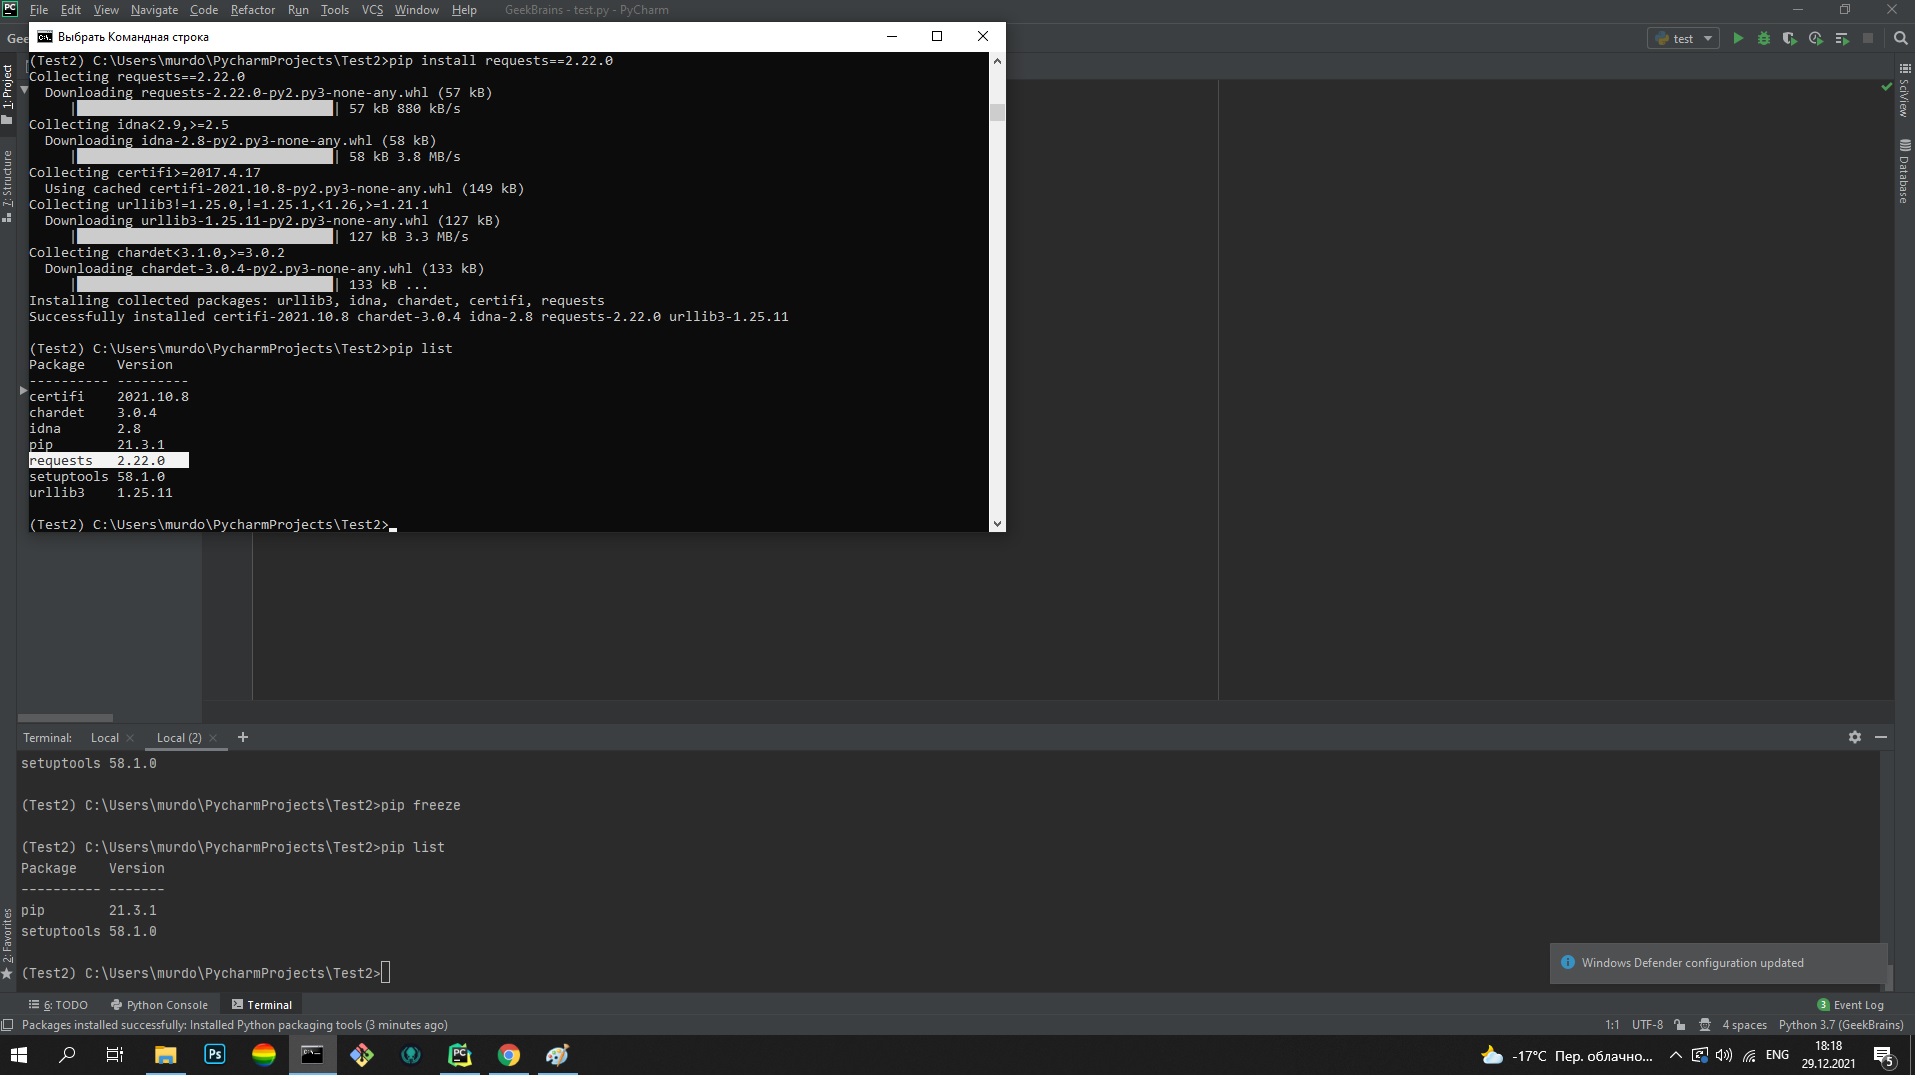 File Edit View Navigate Code Refactor Run Tools VCS Window Help GeekBrains - test.py - PyCharm
Gee
test
Выбрать Командная строка
(Test2) C:\Users\murdo\PycharmProjects\Test2>pip install requests==2.22.0
Collecting requests==2.22.0
Downloading requests-2.22.0-py2.py3-none-any.whl (57 kB)
|████████████████████████████████| 57 kB 880 kB/s
Collecting idna<2.9,>=2.5
Downloading idna-2.8-py2.py3-none-any.whl (58 kB)
|████████████████████████████████| 58 kB 3.8 MB/s
Collecting certifi>=2017.4.17
Using cached certifi-2021.10.8-py2.py3-none-any.whl (149 kB)
Collecting urllib3!=1.25.0,!=1.25.1,<1.26,>=1.21.1
Downloading urllib3-1.25.11-py2.py3-none-any.whl (127 kB)
|████████████████████████████████| 127 kB 3.3 MB/s
Collecting chardet<3.1.0,>=3.0.2
Downloading chardet-3.0.4-py2.py3-none-any.whl (133 kB)
|████████████████████████████████| 133 kB ...
Installing collected packages: urllib3, idna, chardet, certifi, requests
Successfully installed certifi-2021.10.8 chardet-3.0.4 idna-2.8 requests-2.22.0 urllib3-1.25.11
(Test2) C:\Users\murdo\PycharmProjects\Test2>pip list
Package Version
---------- ---------
certifi 2021.10.8
chardet 3.0.4
idna 2.8
pip 21.3.1
requests 2.22.0
setuptools 58.1.0
urllib3 1.25.11
(Test2) C:\Users\murdo\PycharmProjects\Test2>
1: Project
7: Structure
2: Favorites
SciView
Database
Terminal: Local Local (2) +
setuptools 58.1.0
(Test2) C:\Users\murdo\PycharmProjects\Test2>pip freeze
(Test2) C:\Users\murdo\PycharmProjects\Test2>pip list
Package Version
---------- -------
pip 21.3.1
setuptools 58.1.0
(Test2) C:\Users\murdo\PycharmProjects\Test2>
Windows Defender configuration updated
6: TODO Python Console Terminal 3 Event Log
Packages installed successfully: Installed Python packaging tools (3 minutes ago) 1:1 UTF-8 4 spaces Python 3.7 (GeekBrains)
Ps PC -17°C Пер. облачно... ENG 18:18
29.12.2021 5